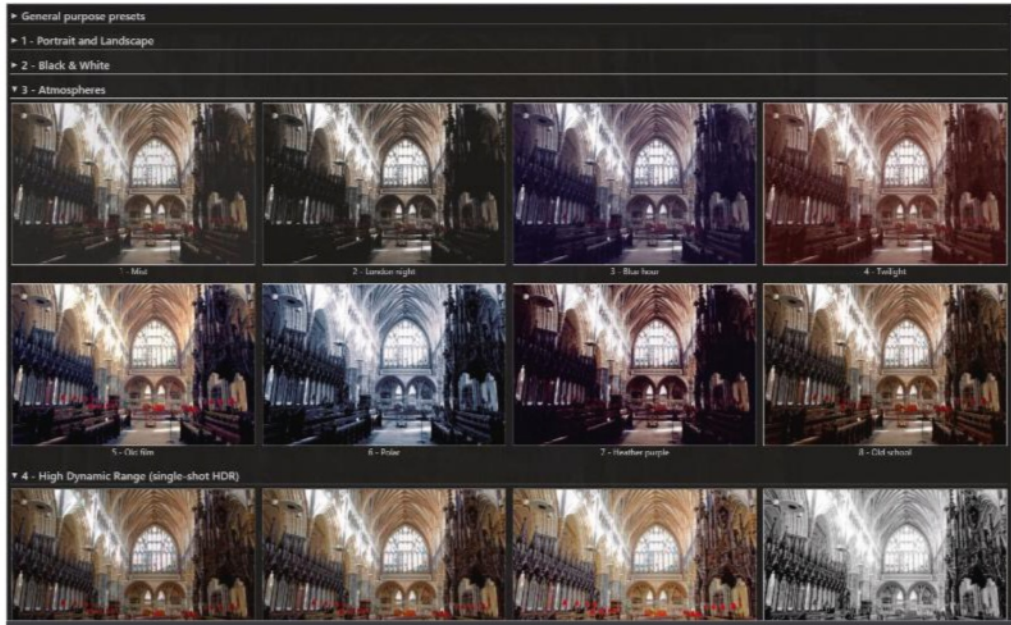 ► General purpose presets
► 1 - Portrait and Landscape
► 2 - Black & White
▼ 3 - Atmospheres
1 - Mist
2 - London night
3 - Blue hour
4 - Twilight
5 - Old film
6 - Polar
7 - Heather purple
8 - Old school
▼ 4 - High Dynamic Range (single-shot HDR)